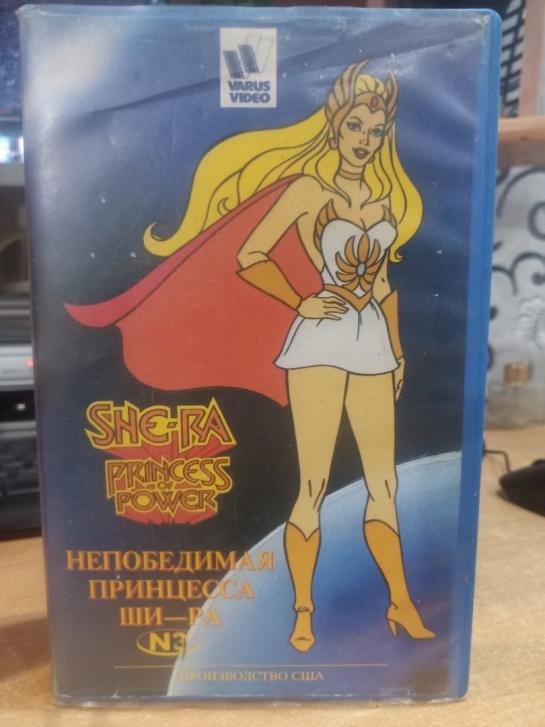 VARUS
VIDEO
SHE-RA
PRINCESS
OF
POWER
НЕПОБЕДИМАЯ
ПРИНЦЕССА
ШИ—РА
N3
ПРОИЗВОДСТВО США